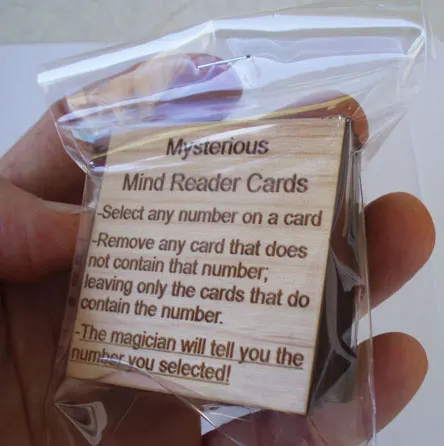 Mysterious
Mind Reader Cards
-Select any number on a card
-Remove any card that does
not contain that number;
leaving only the cards that do
contain the number.
-The magician will tell you the
number you selected!